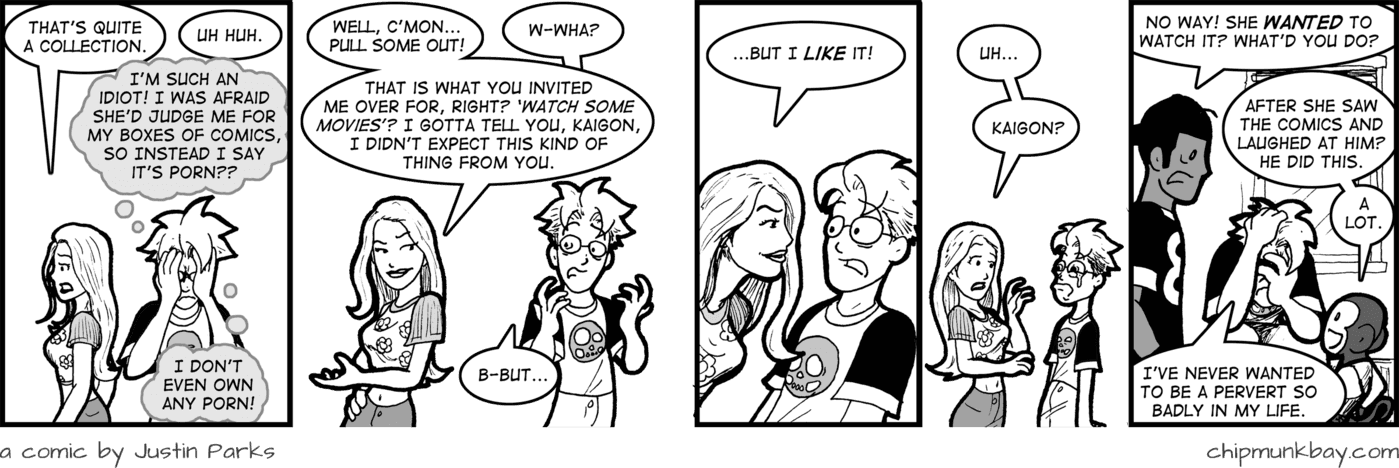 THAT'S QUITE
A COLLECTION.
UH HUH.
I'M SUCH AN
IDIOT! I WAS AFRAID
SHE'D JUDGE ME FOR
MY BOXES OF COMICS,
SO INSTEAD I SAY
IT'S PORN??
I DON'T
EVEN OWN
ANY PORN!
WELL, C'MON...
PULL SOME OUT!
W-WHA?
THAT IS WHAT YOU INVITED
ME OVER FOR, RIGHT? 'WATCH SOME
MOVIES'? I GOTTA TELL YOU, KAIGON,
I DIDN'T EXPECT THIS KIND OF
THING FROM YOU.
B-BUT...
...BUT I LIKE IT!
UH...
KAIGON?
NO WAY! SHE WANTED TO
WATCH IT? WHAT'D YOU DO?
AFTER SHE SAW
THE COMICS AND
LAUGHED AT HIM?
HE DID THIS.
A
LOT.
I'VE NEVER WANTED
TO BE A PERVERT SO
BADLY IN MY LIFE.
a comic by Justin Parks
chipmunkbay.com